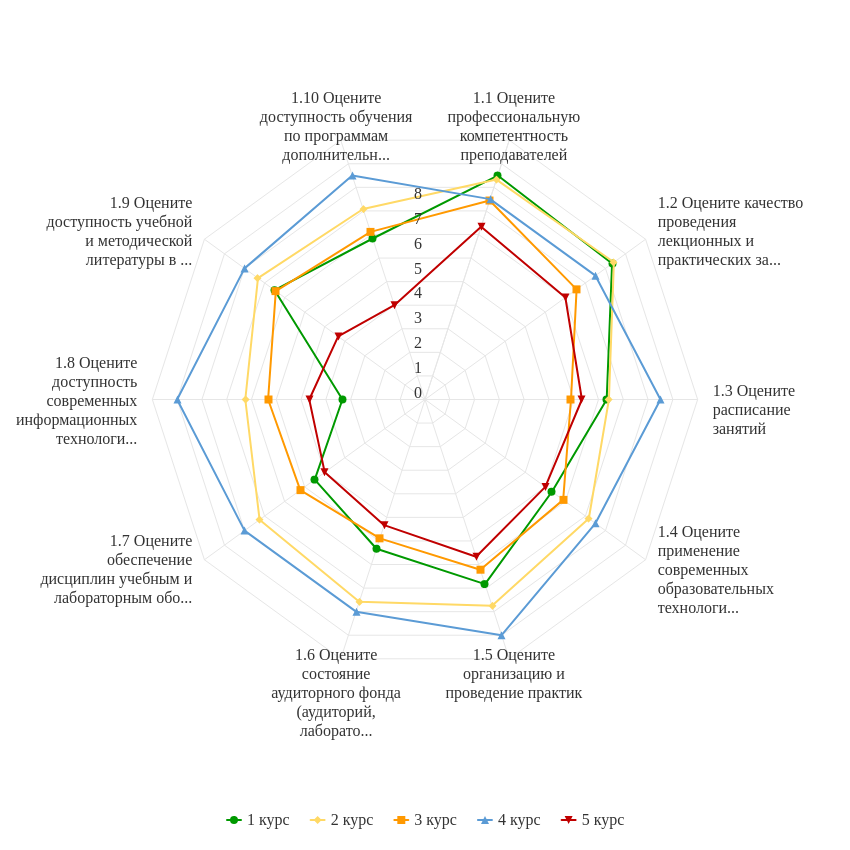 1.10 Оцените
доступность обучения
по программам
дополнительн...
1.1 Оцените
профессиональную
компетентность
преподавателей
1.9 Оцените
доступность учебной
и методической
литературы в ...
1.2 Оцените качество
проведения
лекционных и
практических за...
8
7
6
5
4
3
2
1
0
1.8 Оцените
доступность
современных
информационных
технологи...
1.3 Оцените
расписание
занятий
1.7 Оцените
обеспечение
дисциплин учебным и
лабораторным обо...
1.4 Оцените
применение
современных
образовательных
технологи...
1.6 Оцените
состояние
аудиторного фонда
(аудиторий,
лаборато...
1.5 Оцените
организацию и
проведение практик
1 курс 2 курс 3 курс 4 курс 5 курс